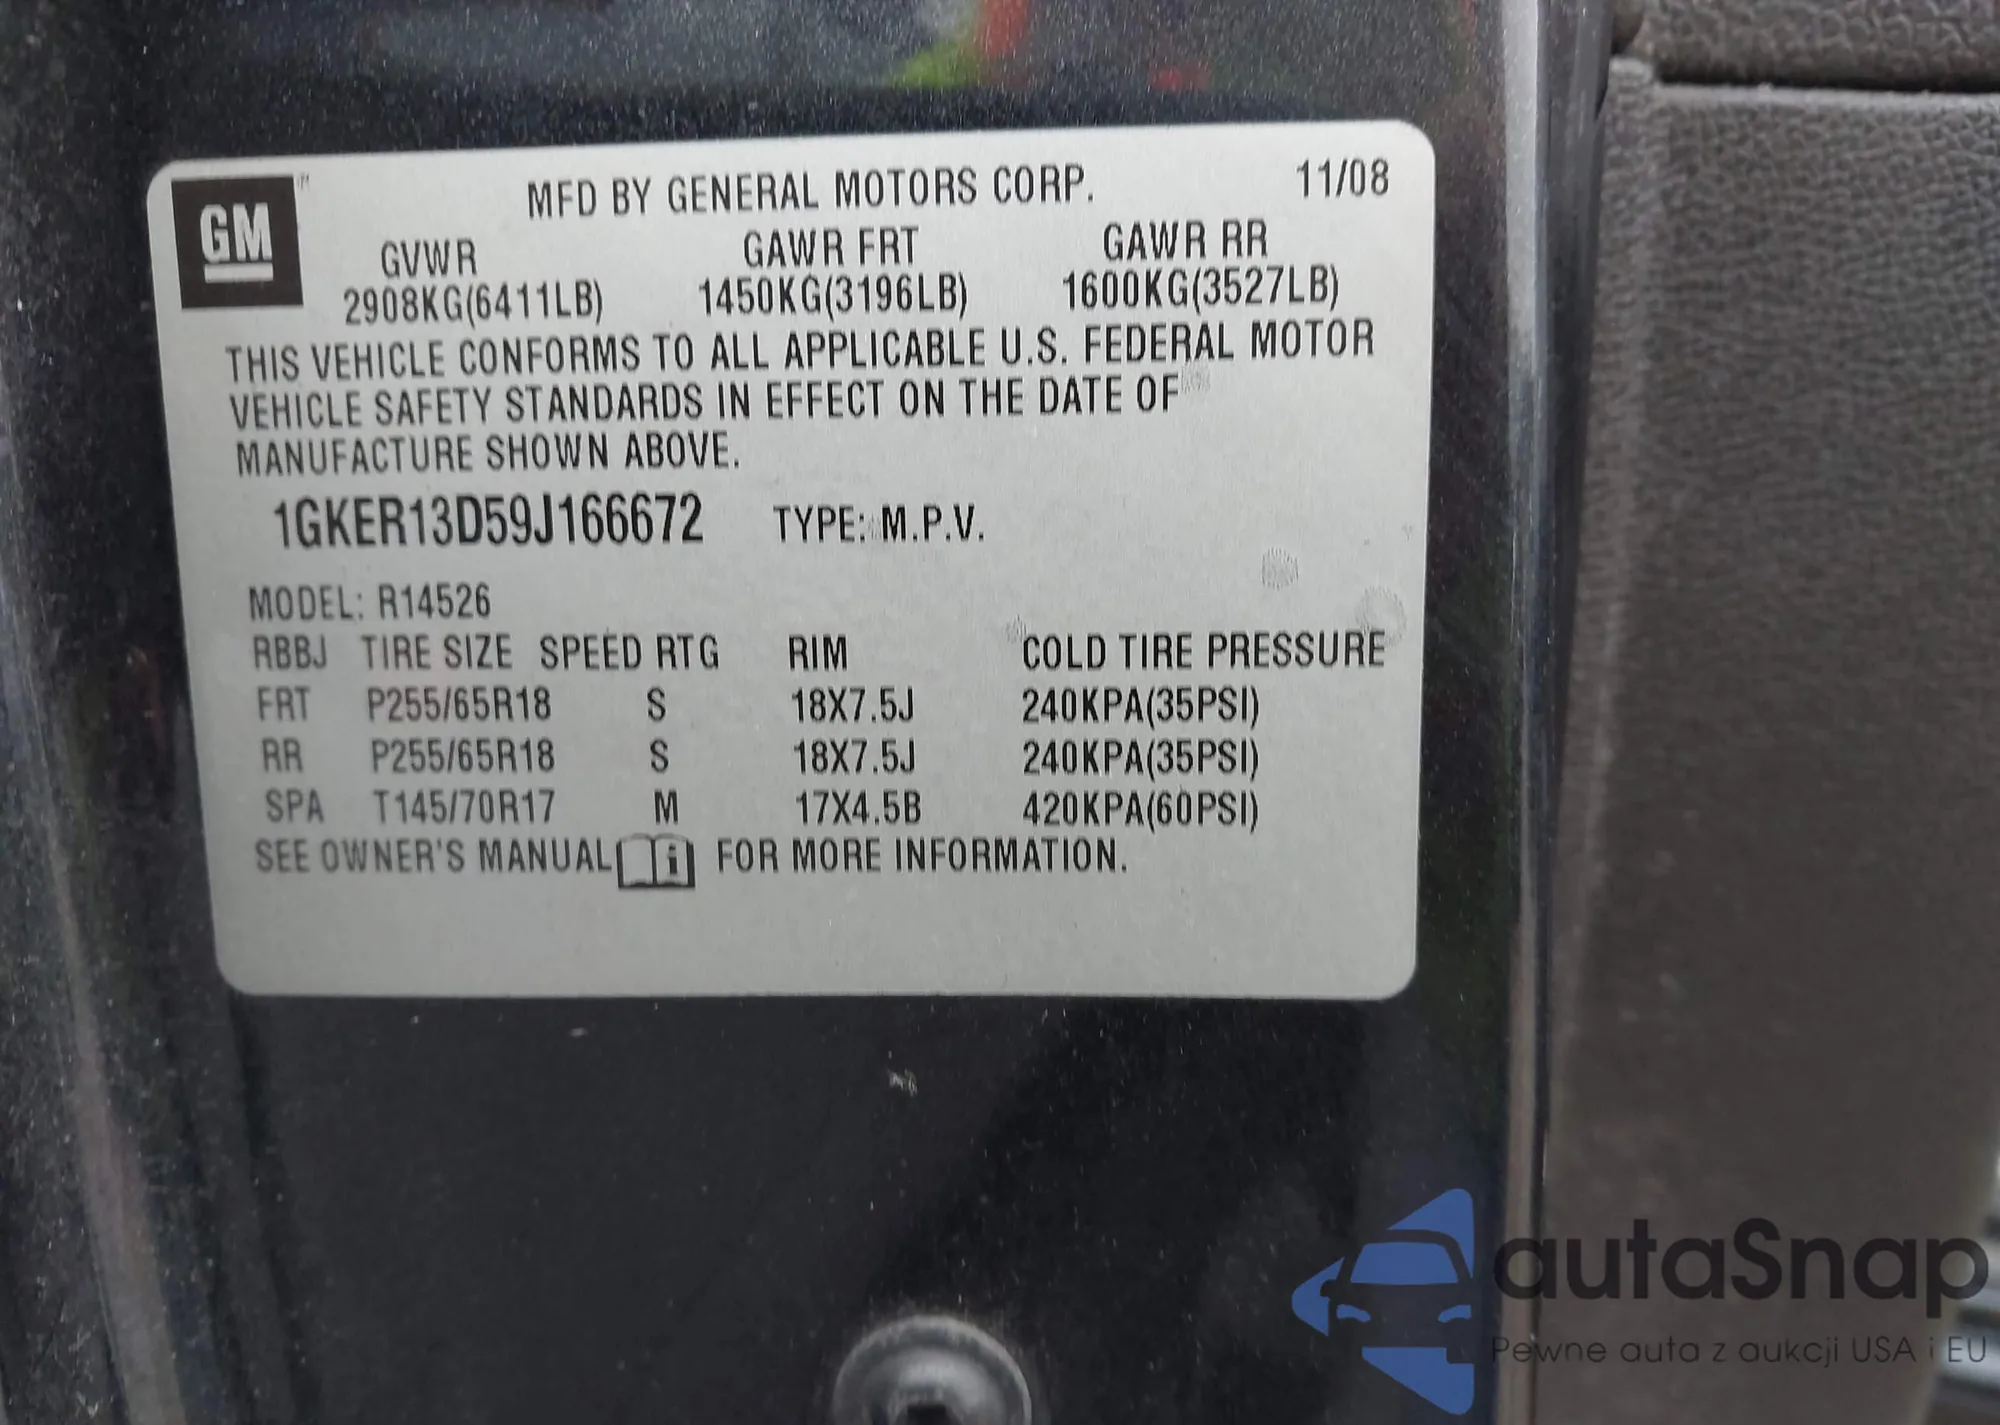 GM
MFD BY GENERAL MOTORS CORP. 11/08
GVWR GAWR FRT GAWR RR
2908KG(6411LB) 1450KG(3196LB) 1600KG(3527LB)
THIS VEHICLE CONFORMS TO ALL APPLICABLE U.S. FEDERAL MOTOR
VEHICLE SAFETY STANDARDS IN EFFECT ON THE DATE OF
MANUFACTURE SHOWN ABOVE.
1GKER13D59J166672 TYPE: M.P.V.
MODEL: R14526
RBBJ TIRE SIZE SPEED RTG RIM COLD TIRE PRESSURE
FRT P255/65R18 S 18X7.5J 240KPA(35PSI)
RR P255/65R18 S 18X7.5J 240KPA(35PSI)
SPA T145/70R17 M 17X4.5B 420KPA(60PSI)
SEE OWNER'S MANUAL i FOR MORE INFORMATION.
autaSnap
Pewne auta z aukcji USA i EU